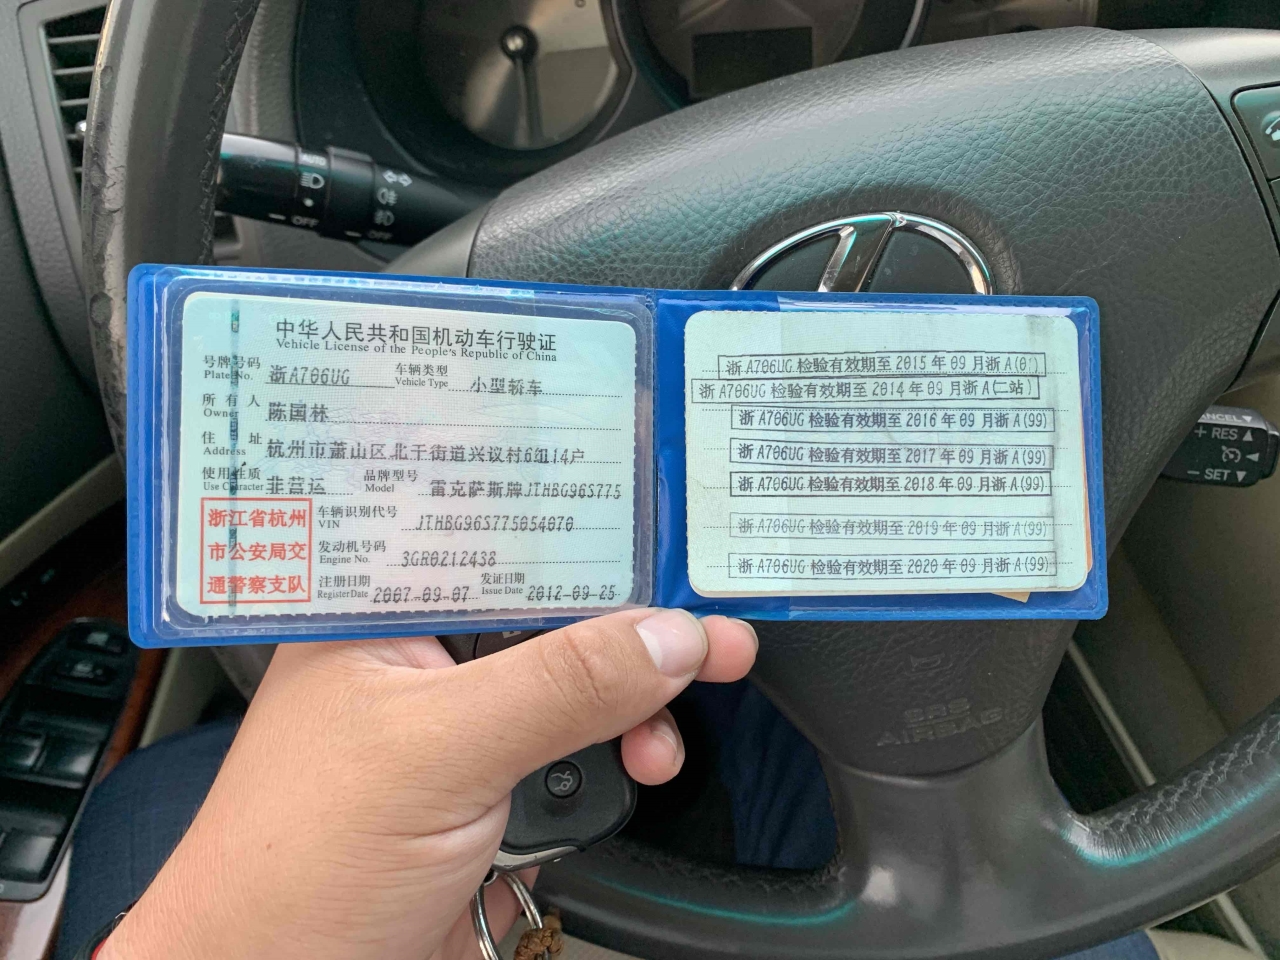 中华人民共和国机动车行驶证
Vehicle License of the People's Republic of China
号牌号码 浙A706UG 车辆类型 小型轿车
Plate No. Vehicle Type
所有人 陈国林
Owner
住址 杭州市萧山区北干街道兴议村6组14户
Address
使用性质 非营运 品牌型号 雷克萨斯牌JTHBG96S775
Use Character Model
浙江省杭州
市公安局交
通警察支队
车辆识别代号 JTHBG96S775054070
VIN
发动机号码 3GR0212438
Engine No.
注册日期 2007-09-07 发证日期 2012-09-25
Register Date Issue Date
浙A706UG 检验有效期至2015年09月浙A(01)
浙A706UG 检验有效期至2014年09月浙A(二站)
浙A706UG 检验有效期至2016年09月浙A(99)
浙A706UG 检验有效期至2017年09月浙A(99)
浙A706UG 检验有效期至2018年09月浙A(99)
浙A706UG 检验有效期至2019年09月浙A(99)
浙A706UG 检验有效期至2020年09月浙A(99)
AUTO
OFF
OFF
CANCEL
+ RES
- SET
SRS
AIRBAG